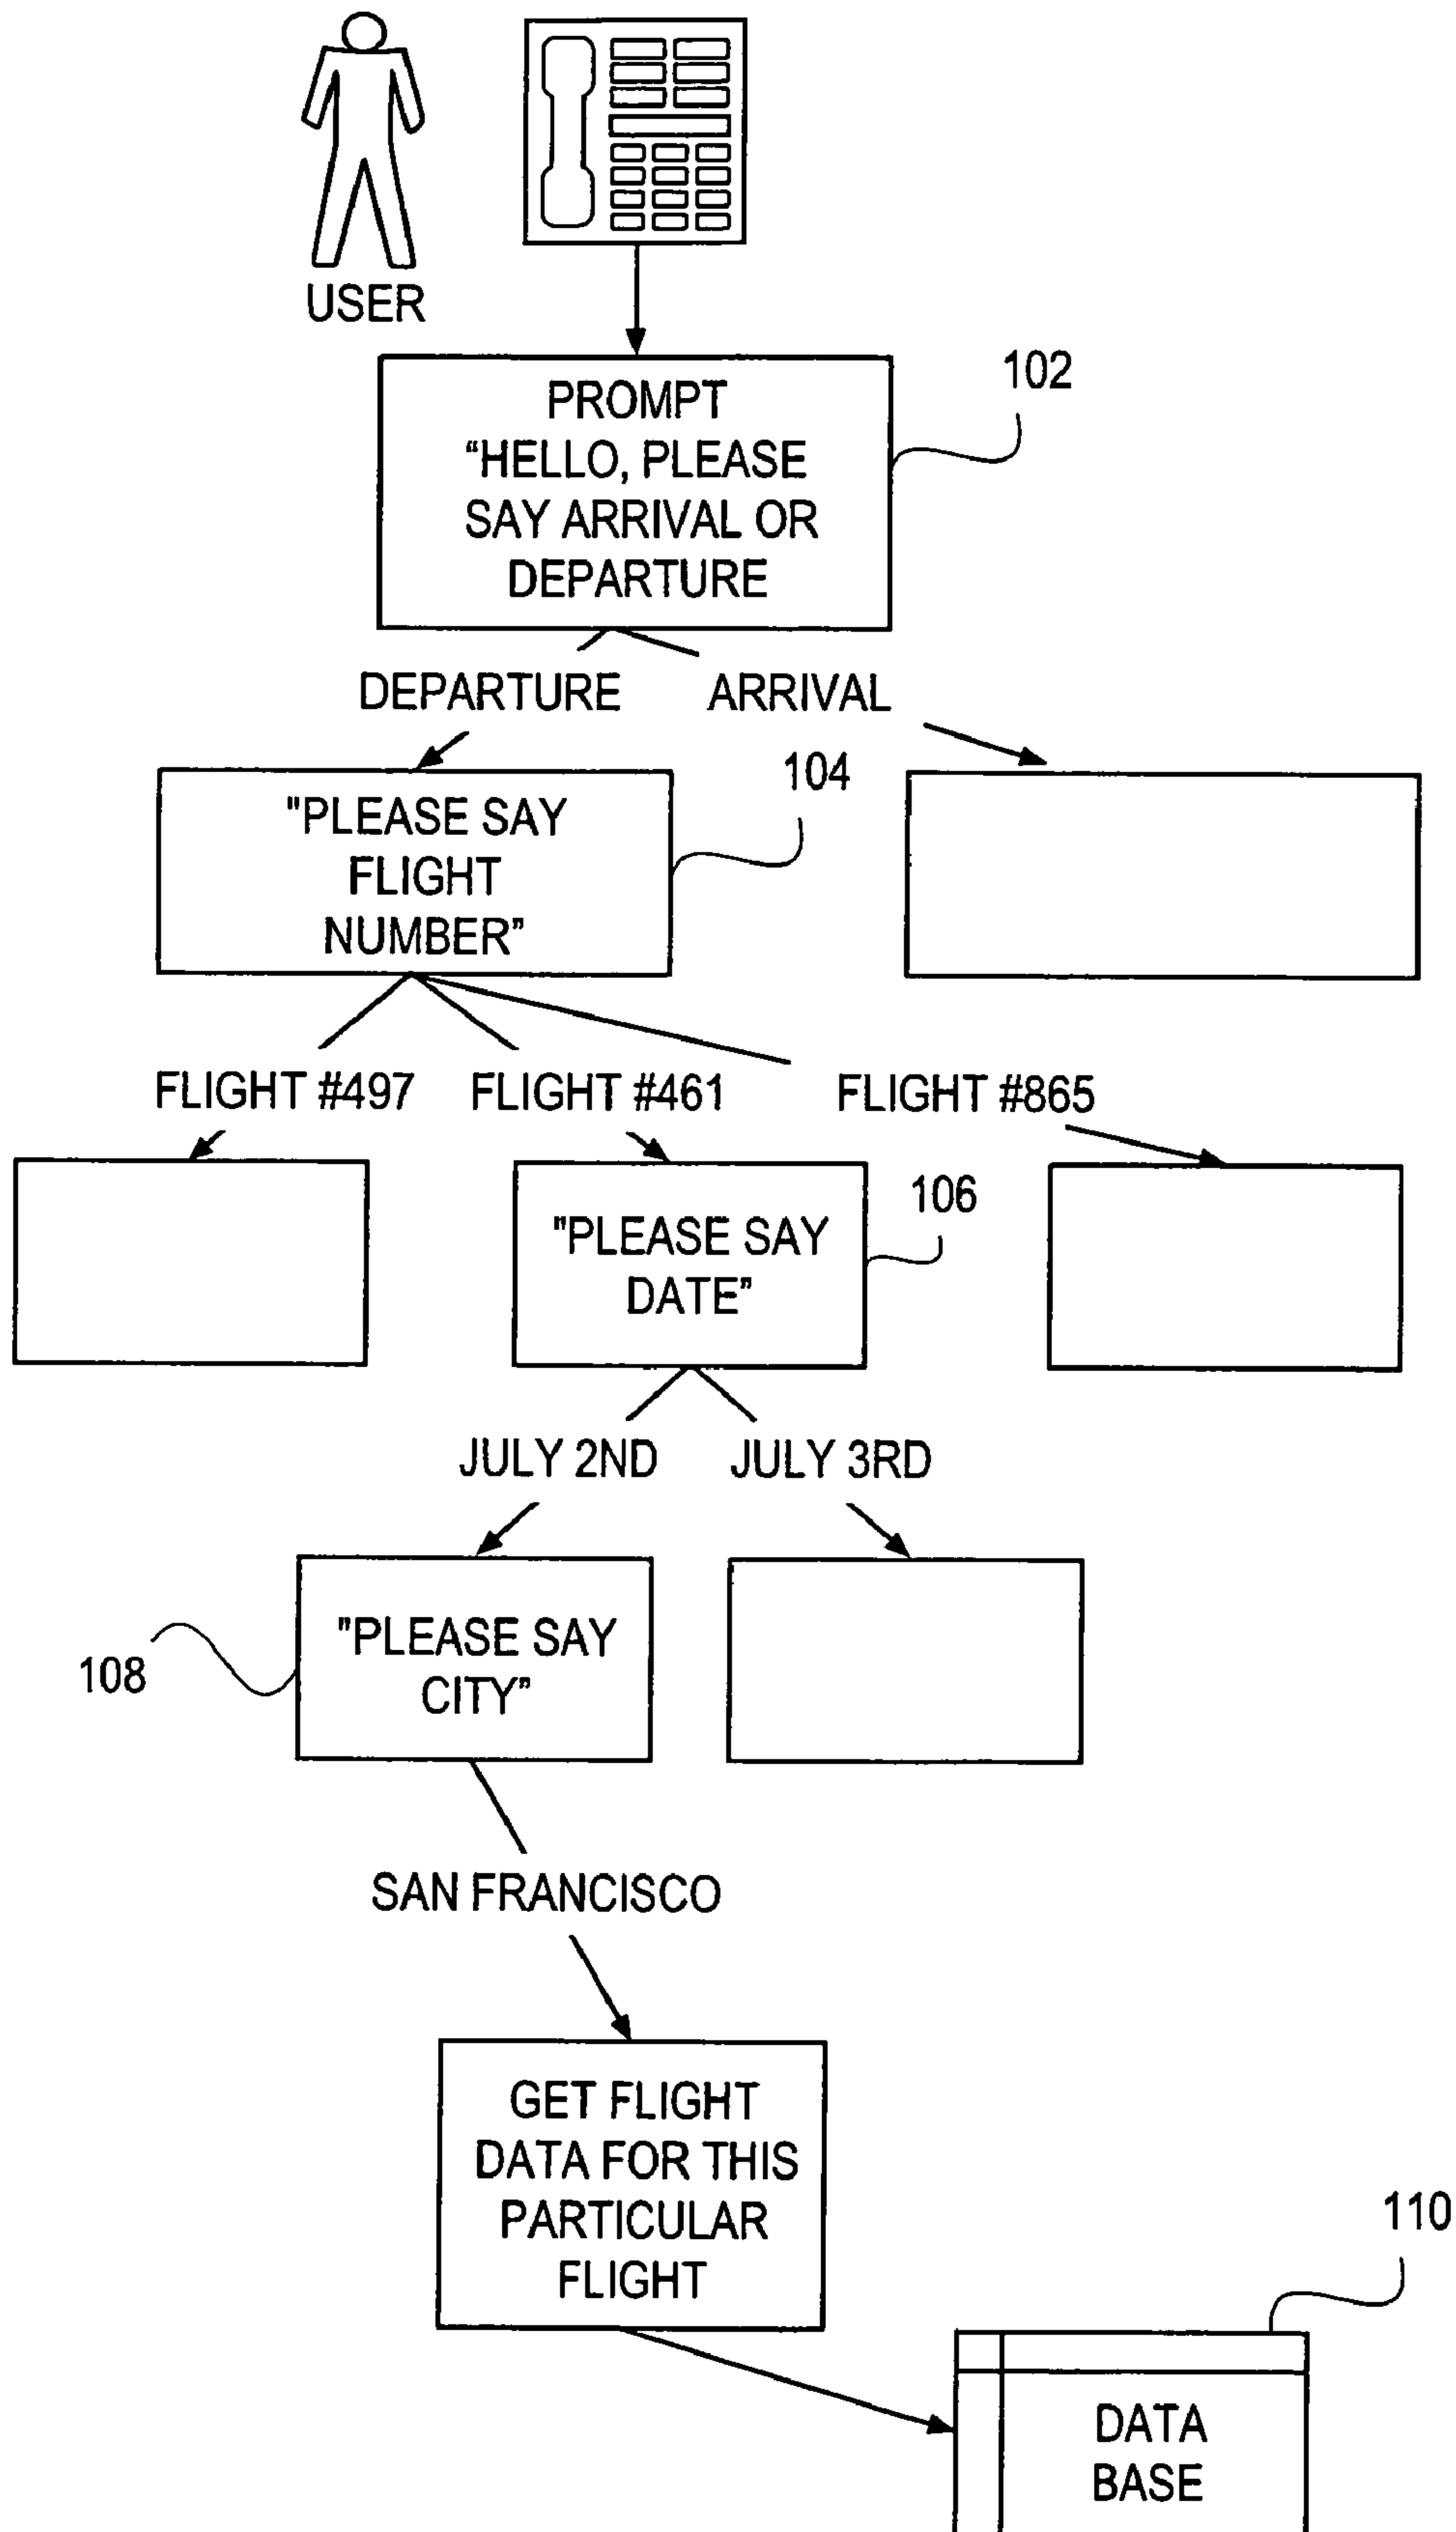 USER
PROMPT
“HELLO, PLEASE
SAY ARRIVAL OR
DEPARTURE
102
DEPARTURE
ARRIVAL
104
"PLEASE SAY
FLIGHT
NUMBER”
FLIGHT #497
FLIGHT #461
FLIGHT #865
106
"PLEASE SAY
DATE”
JULY 2ND
JULY 3RD
"PLEASE SAY
CITY”
108
SAN FRANCISCO
GET FLIGHT
DATA FOR THIS
PARTICULAR
FLIGHT
110
DATA
BASE